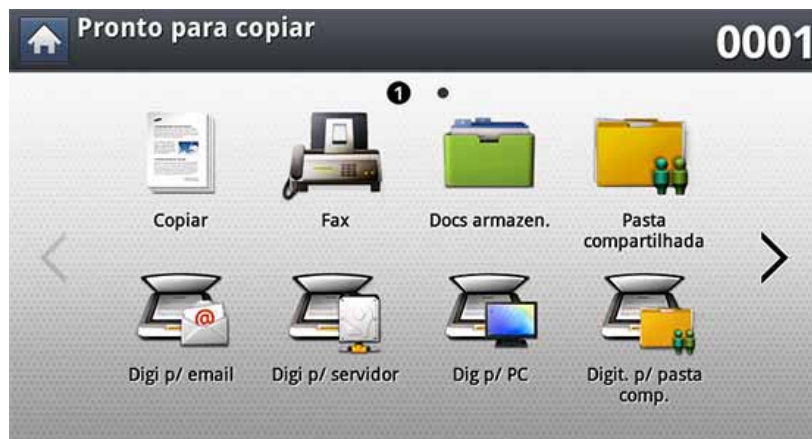 Pronto para copiar
0001
1
Copiar
Fax
Docs armazen.
Pasta
compartilhada
Digi p/ email
Digi p/ servidor
Dig p/ PC
Digit. p/ pasta
comp.